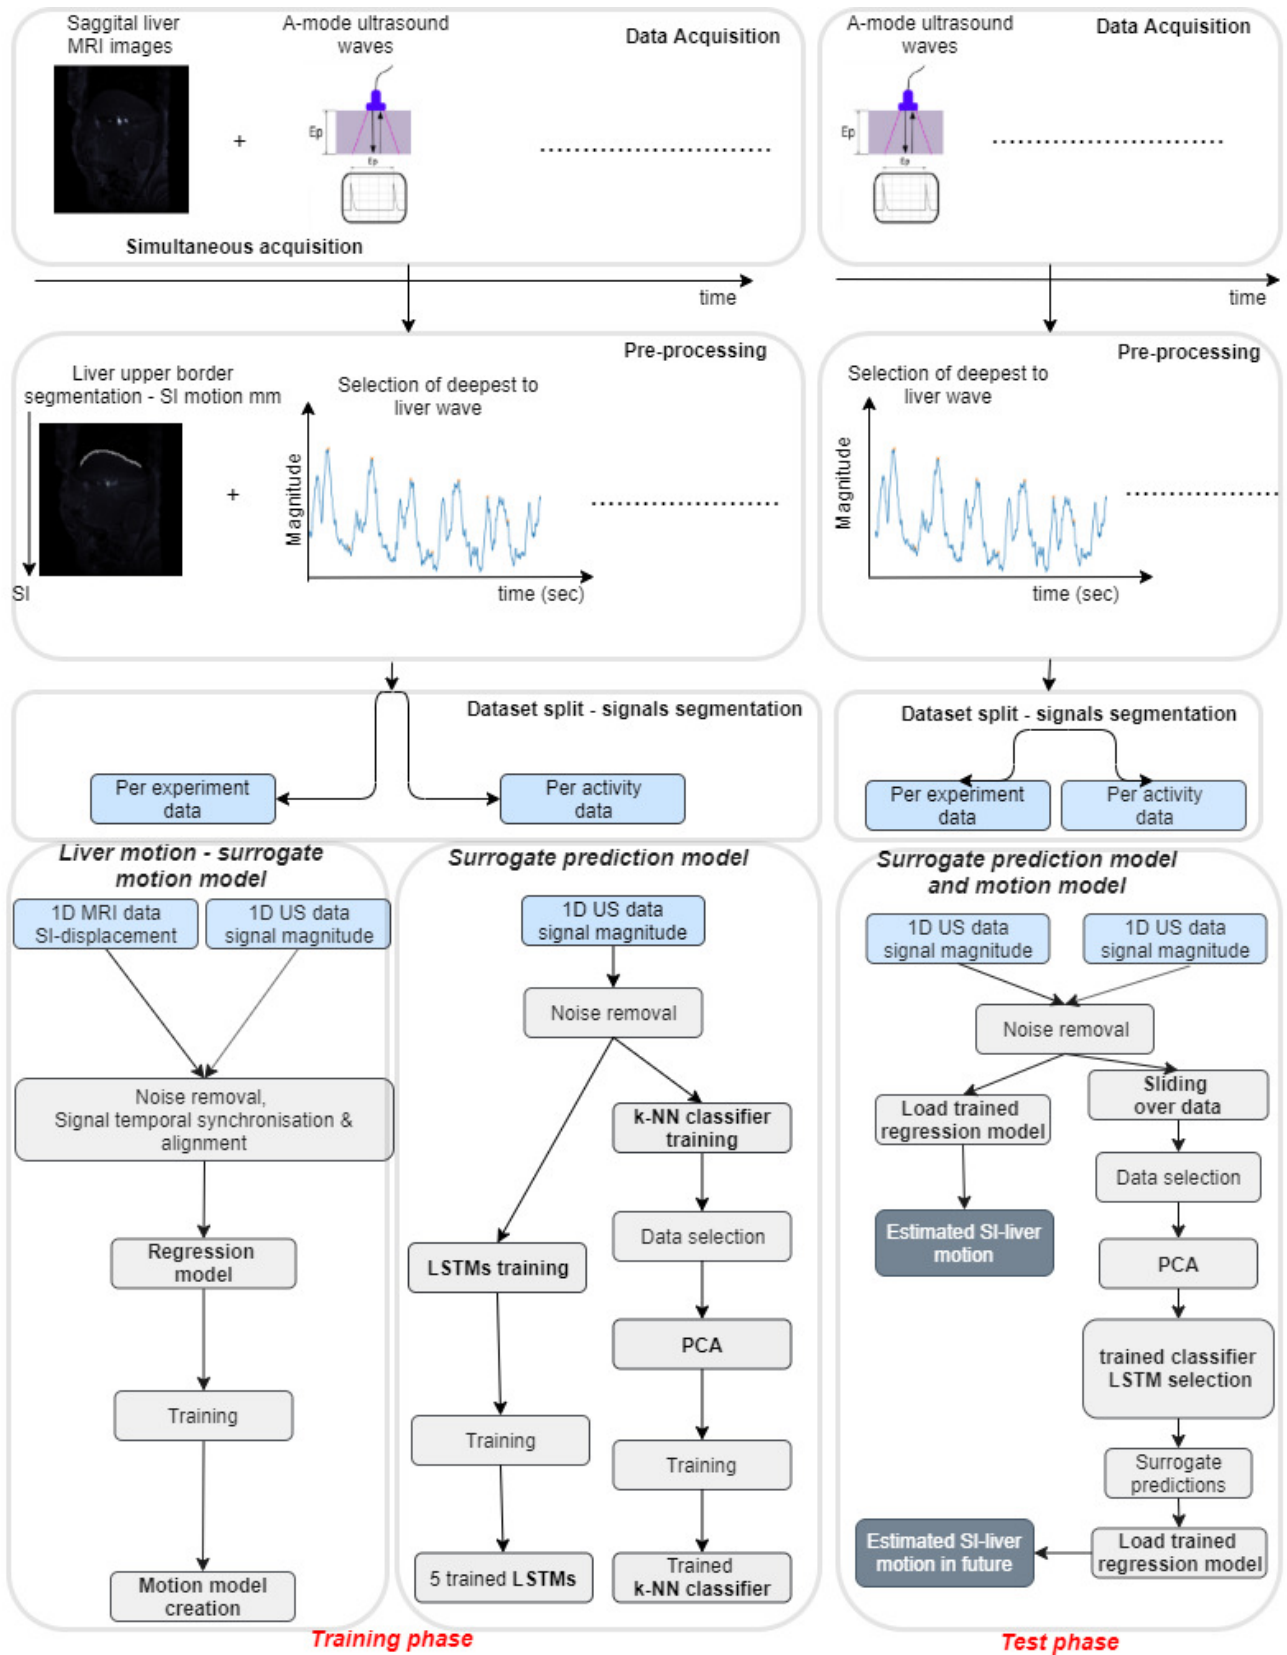 Saggital liver
MRI images
A-mode ultrasound
waves
Data Acquisition
+
Ep
Ep
Simultaneous acquisition
time
A-mode ultrasound
waves
Data Acquisition
Ep
Ep
time
Pre-processing
Liver upper border
segmentation - SI motion mm
SI
+
Selection of deepest to
liver wave
Magnitude
time (sec)
Pre-processing
Selection of deepest to
liver wave
Magnitude
time (sec)
Dataset split - signals segmentation
Per experiment
data
Per activity
data
Dataset split - signals segmentation
Per experiment
data
Per activity
data
Liver motion - surrogate
motion model
1D MRI data
SI-displacement
1D US data
signal magnitude
Noise removal,
Signal temporal synchronisation &
alignment
Regression
model
Training
Motion model
creation
Surrogate prediction model
1D US data
signal magnitude
Noise removal
LSTMs training
Training
5 trained LSTMs
k-NN classifier
training
Data selection
PCA
Training
Trained
k-NN classifier
Training phase
Surrogate prediction model
and motion model
1D US data
signal magnitude
1D US data
signal magnitude
Noise removal
Load trained
regression model
Estimated SI-liver
motion
Sliding
over data
Data selection
PCA
trained classifier
LSTM selection
Surrogate
predictions
Load trained
regression model
Estimated SI-liver
motion in future
Test phase